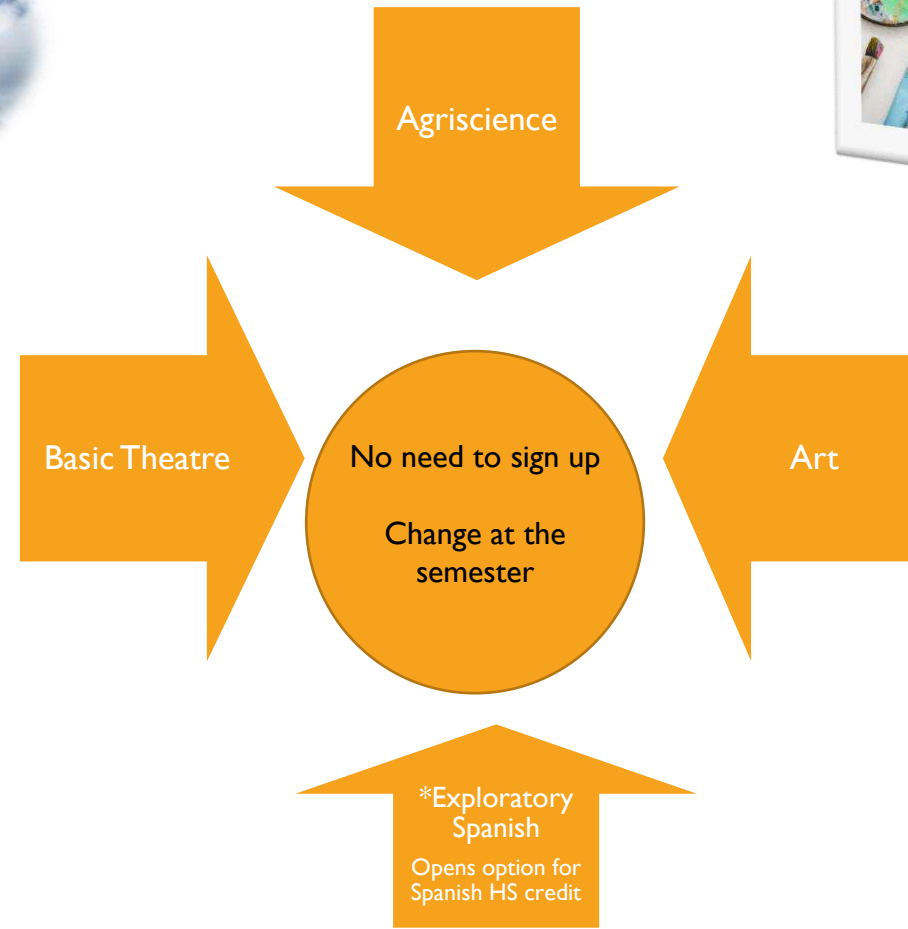 Agriscience
Basic Theatre
No need to sign up
Change at the
semester
Art
*Exploratory
Spanish
Opens option for
Spanish HS credit